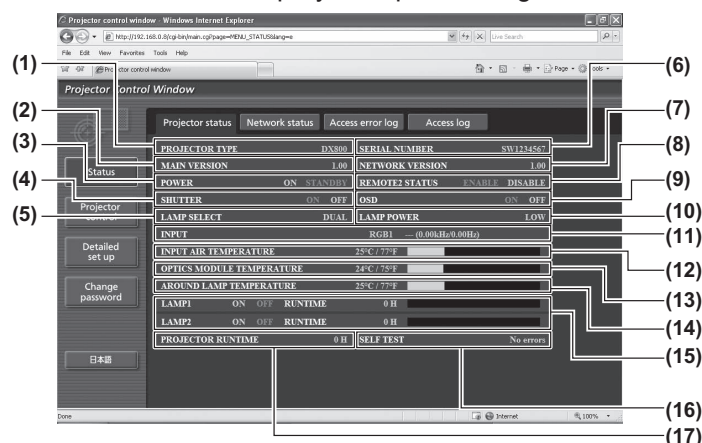 Projector control window - Windows Internet Explorer
http://192.168.0.8/cgi-bin/main.cgi?page=MENU_STATUS&lang=e
Live Search
File Edit View Favorites Tools Help
Projector control window
Page Tools
Projector Control Window
Projector status Network status Access error log Access log
Status
Projector control
Detailed set up
Change password
日本語
PROJECTOR TYPE DX800 SERIAL NUMBER SW1234567
MAIN VERSION 1.00 NETWORK VERSION 1.00
POWER ON STANDBY REMOTE2 STATUS ENABLE DISABLE
SHUTTER ON OFF OSD ON OFF
LAMP SELECT DUAL LAMP POWER LOW
INPUT RGB1 — (0.00kHz/0.00Hz)
INPUT AIR TEMPERATURE 25°C / 77°F
OPTICS MODULE TEMPERATURE 24°C / 75°F
AROUND LAMP TEMPERATURE 25°C / 77°F
LAMP1 ON OFF RUNTIME 0 H
LAMP2 ON OFF RUNTIME 0 H
PROJECTOR RUNTIME 0 H SELF TEST No errors
Done Internet 100%
(1)
(2)
(3)
(4)
(5)
(6)
(7)
(8)
(9)
(10)
(11)
(12)
(13)
(14)
(15)
(16)
(17)